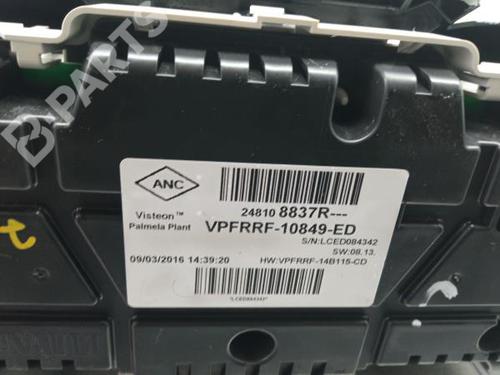 B-PARTS
ANC
24810 8837R---
Visteon™
Palmela Plant
VPFRRF-10849-ED
S/N:LCED084342
SW:08.13.
09/03/2016 14:39:20
HW:VPFRRF-14B115-CD
*LCED084342*